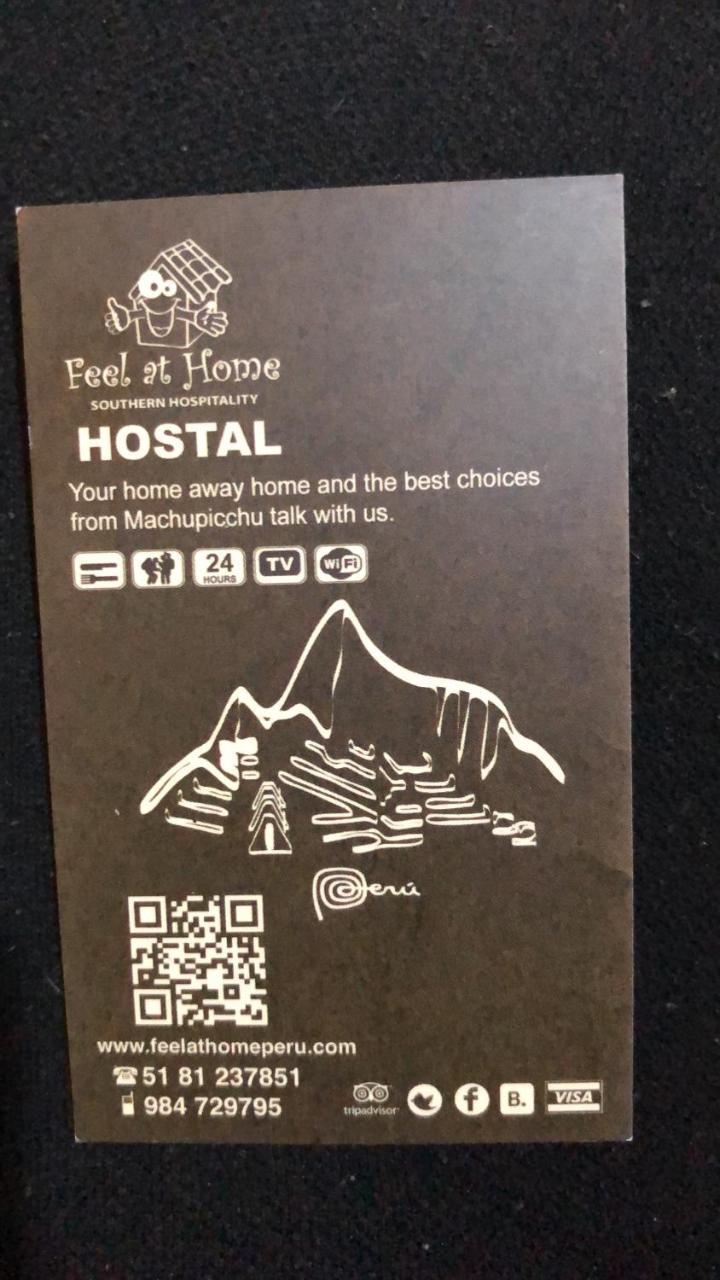 Feel at Home
SOUTHERN HOSPITALITY
HOSTAL
Your home away home and the best choices
from Machupicchu talk with us.
24
HOURS
TV
WiFi
Perú
www.feelathomeperu.com
51 81 237851
984 729795
tripadvisor
f
B.
VISA